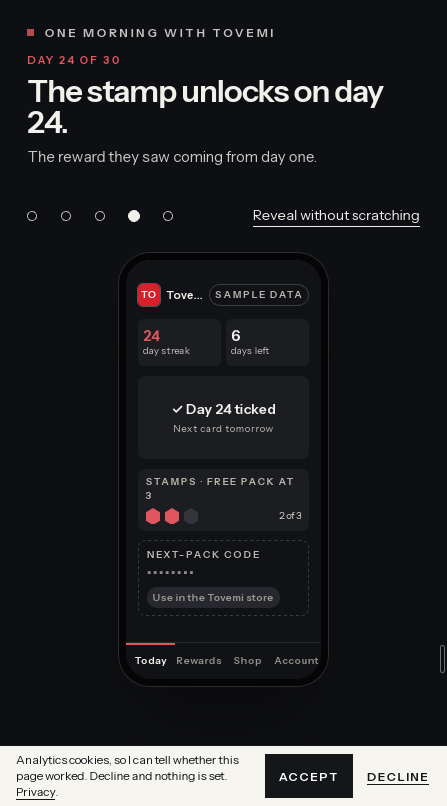 ONE MORNING WITH TOVEMI
DAY 24 OF 30
The stamp unlocks on day
24.
The reward they saw coming from day one.
Reveal without scratching
TO
Tove...
SAMPLE DATA
24
day streak
6
days left
✓ Day 24 ticked
Next card tomorrow
STAMPS · FREE PACK AT
3
2 of 3
NEXT-PACK CODE
Use in the Tovemi store
Today
Rewards
Shop
Account
Analytics cookies, so I can tell whether this
page worked. Decline and nothing is set.
Privacy.
ACCEPT
DECLINE